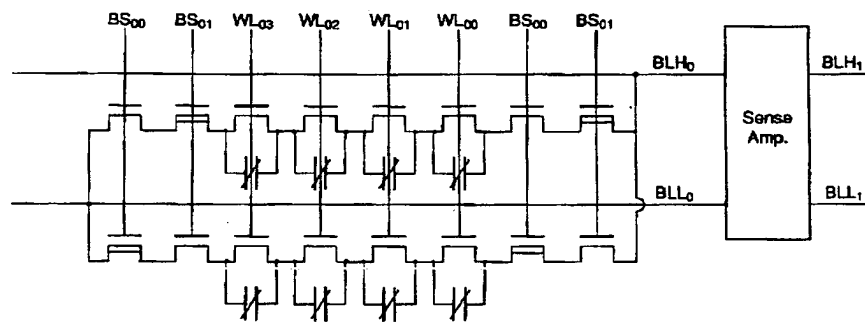 BS₀₀ BS₀₁ WL₀₃ WL₀₂ WL₀₁ WL₀₀ BS₀₀ BS₀₁
BLH₀ BLH₁
Sense
Amp.
BLL₀ BLL₁